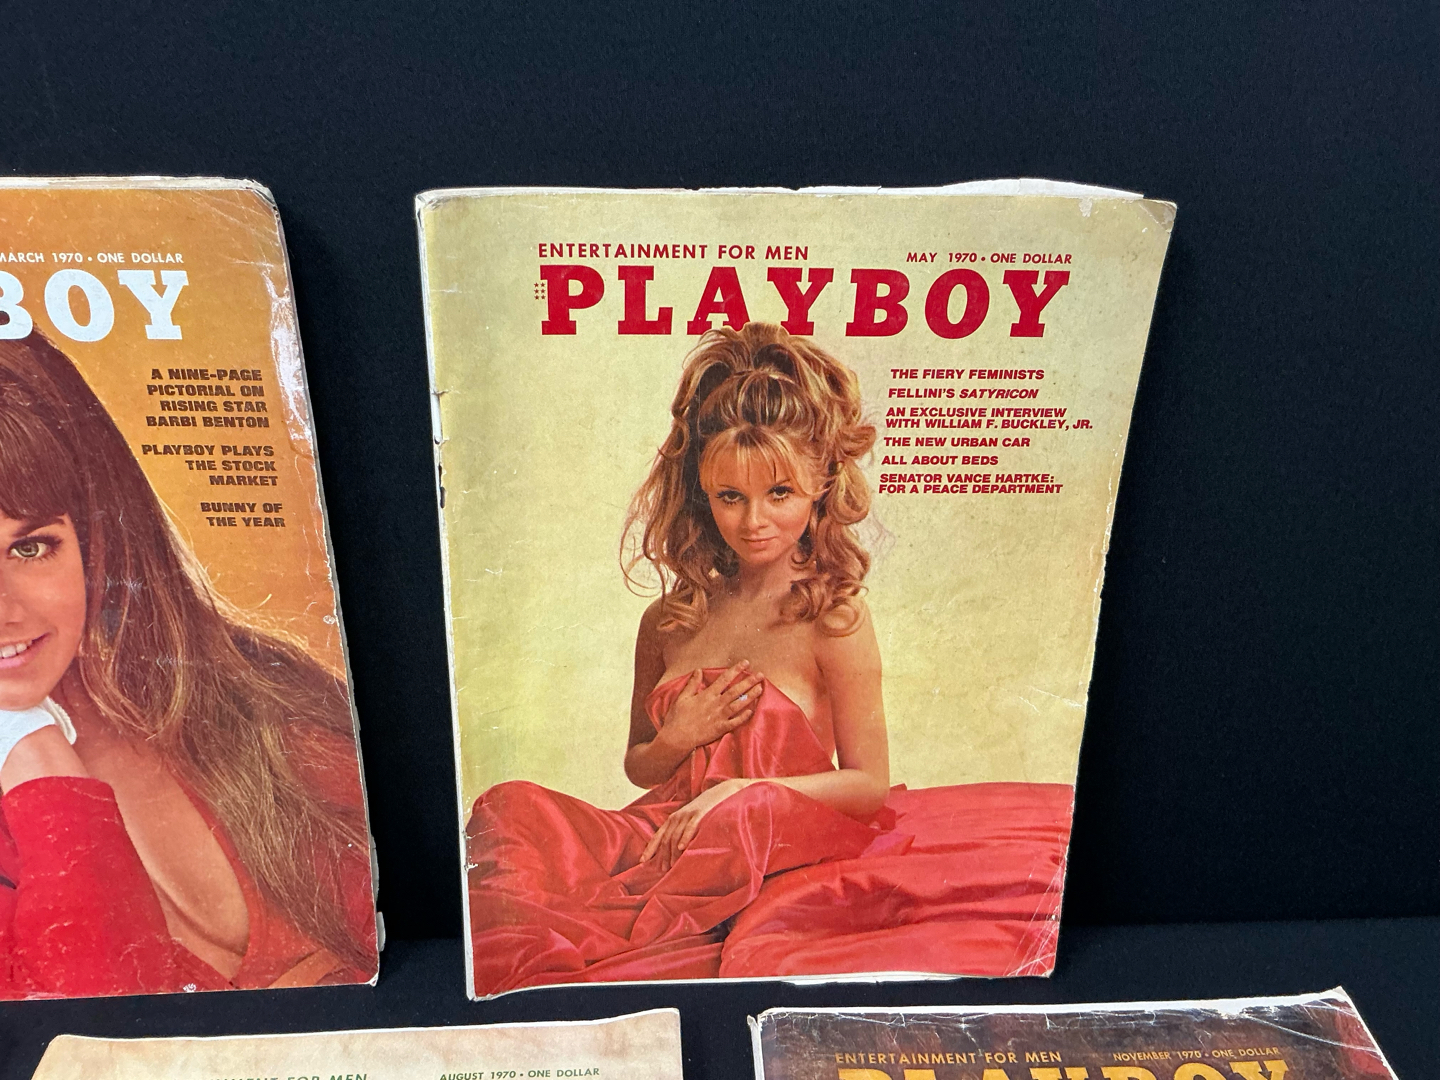 MARCH 1970 • ONE DOLLAR
BOY
A NINE-PAGE
PICTORIAL ON
RISING STAR
BARBI BENTON
PLAYBOY PLAYS
THE STOCK
MARKET
BUNNY OF
THE YEAR
ENTERTAINMENT FOR MEN
MAY 1970 • ONE DOLLAR
PLAYBOY
THE FIERY FEMINISTS
FELLINI'S SATYRICON
AN EXCLUSIVE INTERVIEW
WITH WILLIAM F. BUCKLEY, JR.
THE NEW URBAN CAR
ALL ABOUT BEDS
SENATOR VANCE HARTKE:
FOR A PEACE DEPARTMENT
FOR MEN
AUGUST 1970 • ONE DOLLAR
ENTERTAINMENT FOR MEN
NOVEMBER 1970 • ONE DOLLAR
PLAYBOY